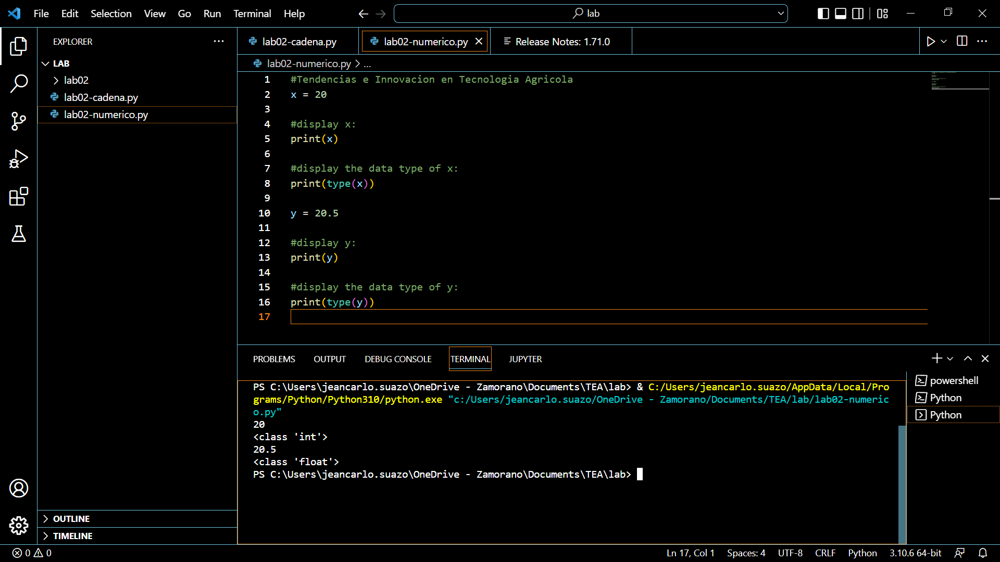 File Edit Selection View Go Run Terminal Help
lab
EXPLORER
LAB
lab02
lab02-cadena.py
lab02-numerico.py
OUTLINE
TIMELINE
lab02-cadena.py lab02-numerico.py Release Notes: 1.71.0
lab02-numerico.py > ...
1 #Tendencias e Innovacion en Tecnologia Agricola
2 x = 20
3
4 #display x:
5 print(x)
6
7 #display the data type of x:
8 print(type(x))
9
10 y = 20.5
11
12 #display y:
13 print(y)
14
15 #display the data type of y:
16 print(type(y))
17
PROBLEMS OUTPUT DEBUG CONSOLE TERMINAL JUPYTER
PS C:\Users\jeancarlo.suazo\OneDrive - Zamorano\Documents\TEA\lab> & C:/Users/jeancarlo.suazo/AppData/Local/Pro
grams/Python/Python310/python.exe "c:/Users/jeancarlo.suazo/OneDrive - Zamorano/Documents/TEA/lab/lab02-numeric
o.py"
20
<class 'int'>
20.5
<class 'float'>
PS C:\Users\jeancarlo.suazo\OneDrive - Zamorano\Documents\TEA\lab>
powershell
Python
Python
0 0
Ln 17, Col 1 Spaces: 4 UTF-8 CRLF Python 3.10.6 64-bit